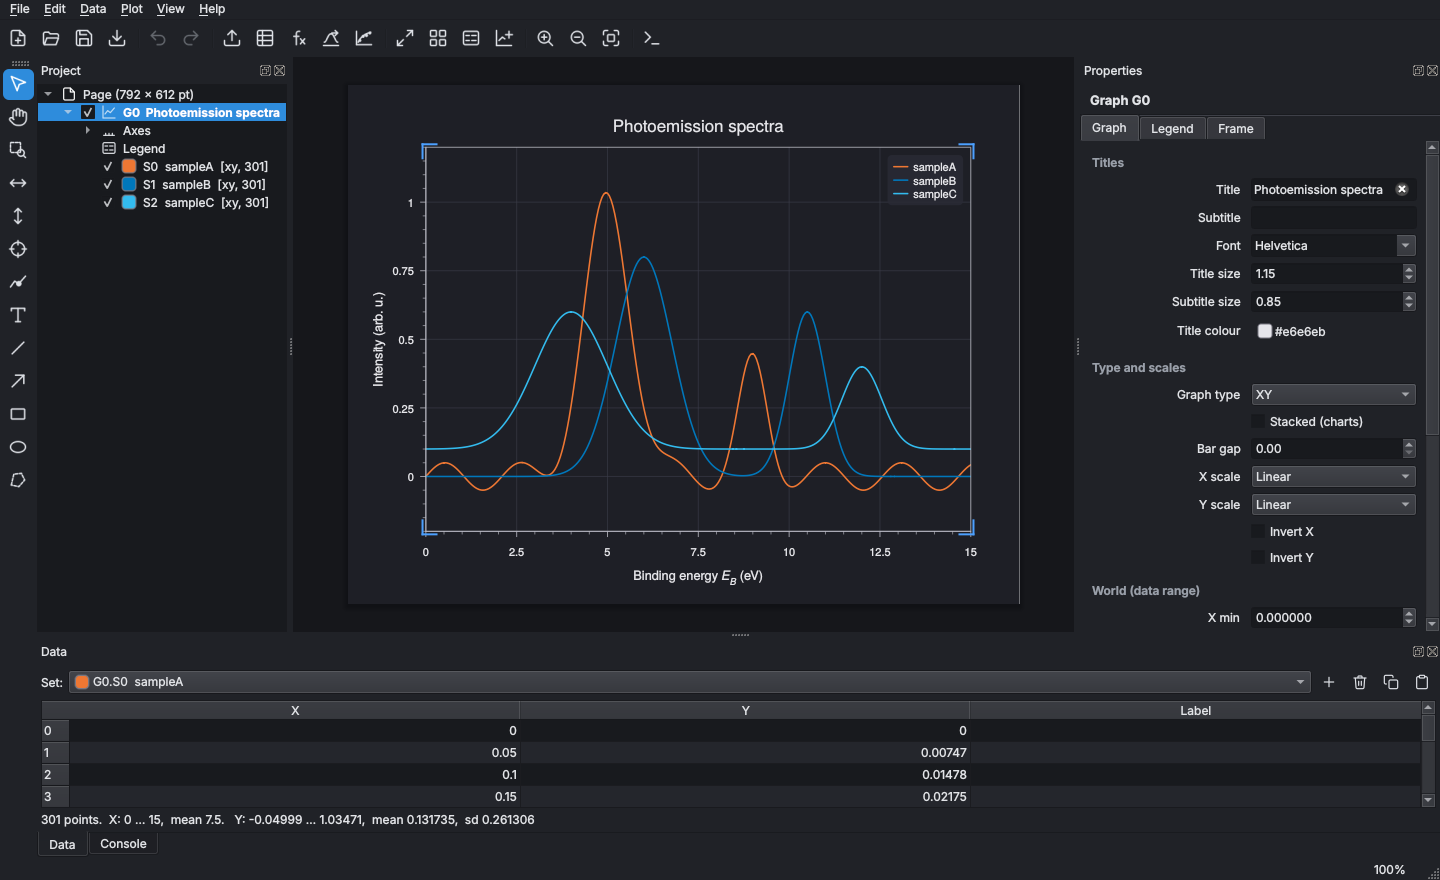 File Edit Data Plot View Help
fx
Project
Page (792 × 612 pt)
G0 Photoemission spectra
Axes
Legend
S0 sampleA [xy, 301]
S1 sampleB [xy, 301]
S2 sampleC [xy, 301]
Photoemission spectra
sampleA
sampleB
sampleC
1
0.75
0.5
0.25
0
Intensity (arb. u.)
0 2.5 5 7.5 10 12.5 15
Binding energy E_B (eV)
Properties
Graph G0
Graph Legend Frame
Titles
Title Photoemission spectra
Subtitle
Font Helvetica
Title size 1.15
Subtitle size 0.85
Title colour #e6e6eb
Type and scales
Graph type XY
Stacked (charts)
Bar gap 0.00
X scale Linear
Y scale Linear
Invert X
Invert Y
World (data range)
X min 0.000000
Data
Set: G0.S0 sampleA
X Y Label
0 0 0
1 0.05 0.00747
2 0.1 0.01478
3 0.15 0.02175
301 points. X: 0 ... 15, mean 7.5. Y: -0.04999 ... 1.03471, mean 0.131735, sd 0.261306
Data Console
100%